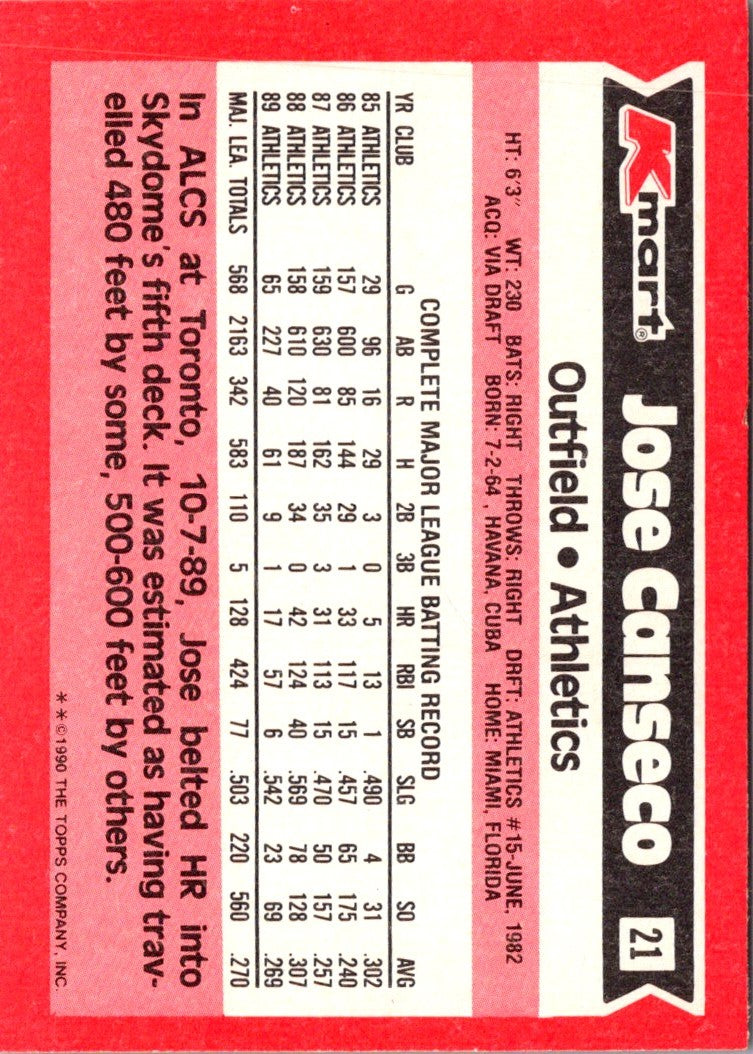 Kmart® Jose Canseco 21
Outfield • Athletics
HT: 6'3" WT: 230 BATS: RIGHT THROWS: RIGHT DRFT: ATHLETICS #15-JUNE, 1982
ACQ: VIA DRAFT BORN: 7-2-64, HAVANA, CUBA HOME: MIAMI, FLORIDA
COMPLETE MAJOR LEAGUE BATTING RECORD
YR CLUB G AB R H 2B 3B HR RBI SB SLG BB SO AVG
85 ATHLETICS 29 96 16 29 3 0 5 13 1 .490 4 31 .302
86 ATHLETICS 157 600 85 144 29 1 33 117 15 .457 65 175 .240
87 ATHLETICS 159 630 81 162 35 3 31 113 15 .470 50 157 .257
88 ATHLETICS 158 610 120 187 34 0 42 124 40 .569 78 128 .307
89 ATHLETICS 65 227 40 61 9 1 17 57 6 .542 23 69 .269
MAJ. LEA. TOTALS 568 2163 342 583 110 5 128 424 77 .503 220 560 .270
In ALCS at Toronto, 10-7-89, Jose belted HR into
Skydome's fifth deck. It was estimated as having trav-
elled 480 feet by some, 500-600 feet by others.
**©1990 THE TOPPS COMPANY, INC.